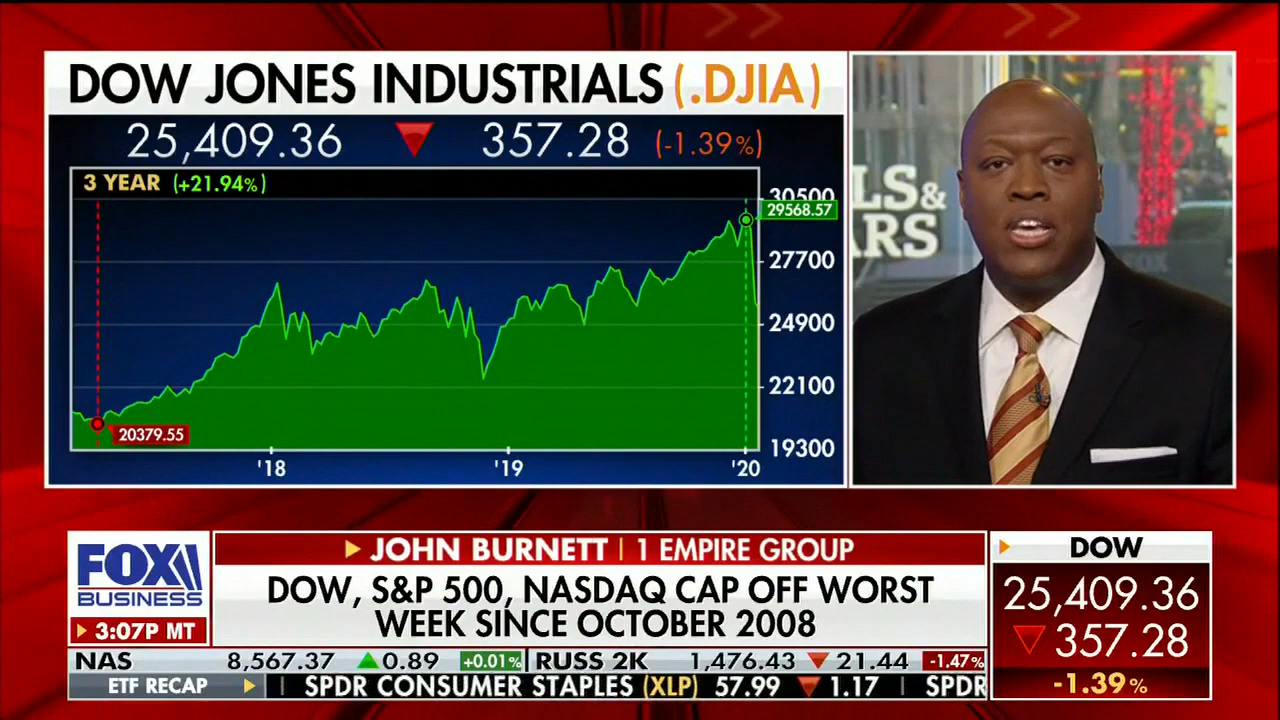 DOW JONES INDUSTRIALS (.DJIA)
25,409.36 ▼ 357.28 (-1.39%)
3 YEAR (+21.94%)
30500
29568.57
27700
24900
22100
19300
20379.55
'18 '19 '20
LS&
ARS
FOX BUSINESS
3:07P MT
JOHN BURNETT | 1 EMPIRE GROUP
DOW, S&P 500, NASDAQ CAP OFF WORST
WEEK SINCE OCTOBER 2008
DOW
25,409.36
▼ 357.28
-1.39%
NAS 8,567.37 ▲ 0.89 +0.01% RUSS 2K 1,476.43 ▼ 21.44 -1.47%
ETF RECAP SPDR CONSUMER STAPLES (XLP) 57.99 ▼ 1.17 | SPDR